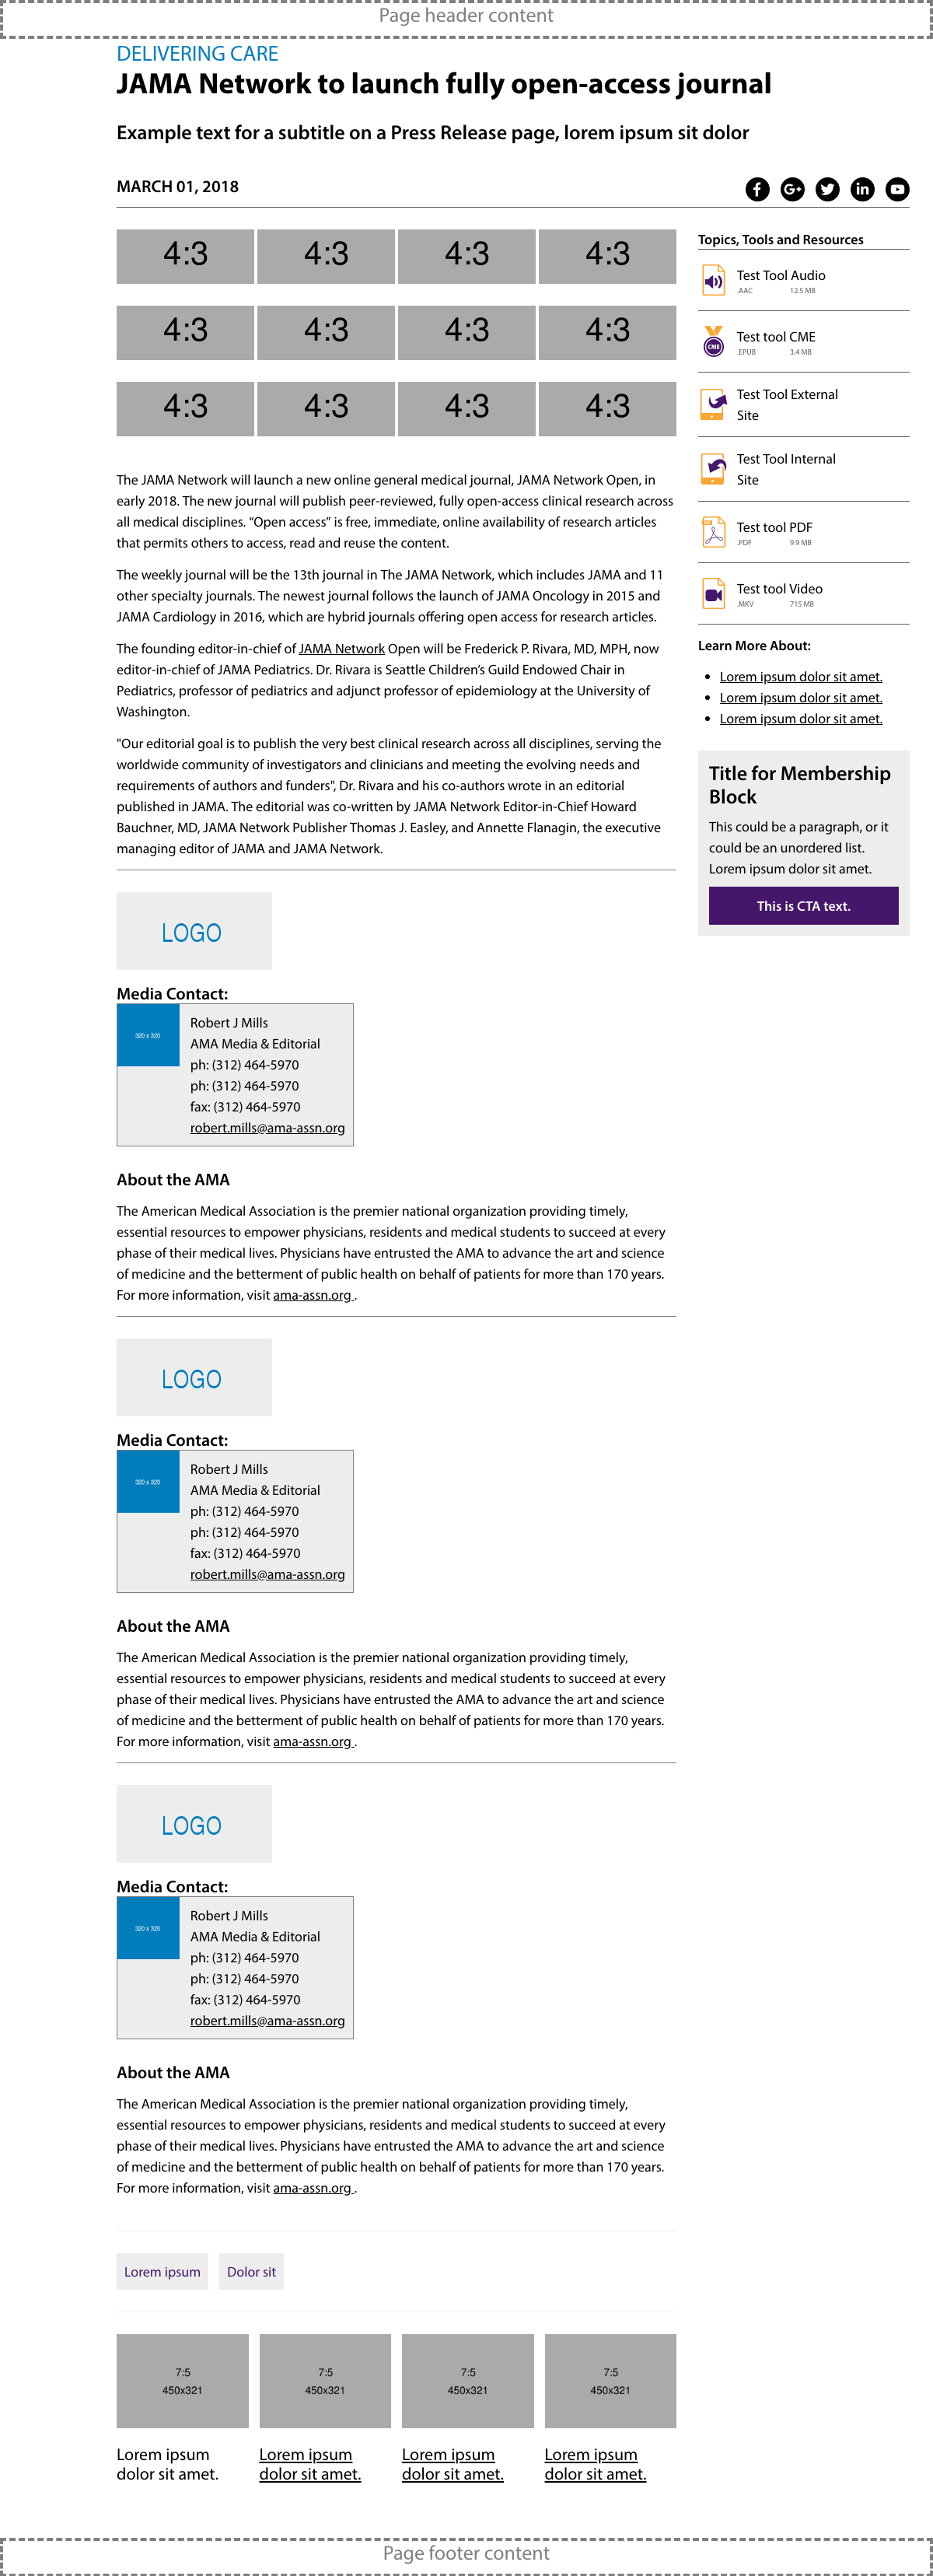 Page header content
DELIVERING CARE
JAMA Network to launch fully open-access journal
Example text for a subtitle on a Press Release page, lorem ipsum sit dolor
MARCH 01, 2018
4:3 4:3 4:3 4:3
4:3 4:3 4:3 4:3
4:3 4:3 4:3 4:3
The JAMA Network will launch a new online general medical journal, JAMA Network Open, in
early 2018. The new journal will publish peer-reviewed, fully open-access clinical research across
all medical disciplines. “Open access” is free, immediate, online availability of research articles
that permits others to access, read and reuse the content.
The weekly journal will be the 13th journal in The JAMA Network, which includes JAMA and 11
other specialty journals. The newest journal follows the launch of JAMA Oncology in 2015 and
JAMA Cardiology in 2016, which are hybrid journals offering open access for research articles.
The founding editor-in-chief of JAMA Network Open will be Frederick P. Rivara, MD, MPH, now
editor-in-chief of JAMA Pediatrics. Dr. Rivara is Seattle Children’s Guild Endowed Chair in
Pediatrics, professor of pediatrics and adjunct professor of epidemiology at the University of
Washington.
"Our editorial goal is to publish the very best clinical research across all disciplines, serving the
worldwide community of investigators and clinicians and meeting the evolving needs and
requirements of authors and funders", Dr. Rivara and his co-authors wrote in an editorial
published in JAMA. The editorial was co-written by JAMA Network Editor-in-Chief Howard
Bauchner, MD, JAMA Network Publisher Thomas J. Easley, and Annette Flanagin, the executive
managing editor of JAMA and JAMA Network.
LOGO
Media Contact:
320 x 320
Robert J Mills
AMA Media & Editorial
ph: (312) 464-5970
ph: (312) 464-5970
fax: (312) 464-5970
robert.mills@ama-assn.org
About the AMA
The American Medical Association is the premier national organization providing timely,
essential resources to empower physicians, residents and medical students to succeed at every
phase of their medical lives. Physicians have entrusted the AMA to advance the art and science
of medicine and the betterment of public health on behalf of patients for more than 170 years.
For more information, visit ama-assn.org .
LOGO
Media Contact:
320 x 320
Robert J Mills
AMA Media & Editorial
ph: (312) 464-5970
ph: (312) 464-5970
fax: (312) 464-5970
robert.mills@ama-assn.org
About the AMA
The American Medical Association is the premier national organization providing timely,
essential resources to empower physicians, residents and medical students to succeed at every
phase of their medical lives. Physicians have entrusted the AMA to advance the art and science
of medicine and the betterment of public health on behalf of patients for more than 170 years.
For more information, visit ama-assn.org .
LOGO
Media Contact:
320 x 320
Robert J Mills
AMA Media & Editorial
ph: (312) 464-5970
ph: (312) 464-5970
fax: (312) 464-5970
robert.mills@ama-assn.org
About the AMA
The American Medical Association is the premier national organization providing timely,
essential resources to empower physicians, residents and medical students to succeed at every
phase of their medical lives. Physicians have entrusted the AMA to advance the art and science
of medicine and the betterment of public health on behalf of patients for more than 170 years.
For more information, visit ama-assn.org .
Lorem ipsum Dolor sit
7:5 7:5 7:5 7:5
450x321 450x321 450x321 450x321
Lorem ipsum Lorem ipsum Lorem ipsum Lorem ipsum
dolor sit amet. dolor sit amet. dolor sit amet. dolor sit amet.
Topics, Tools and Resources
Test Tool Audio
.AAC 12.5 MB
CME
Test tool CME
.EPUB 3.4 MB
Test Tool External
Site
Test Tool Internal
Site
Test tool PDF
.PDF 9.9 MB
Test tool Video
.MKV 715 MB
Learn More About:
Lorem ipsum dolor sit amet.
Lorem ipsum dolor sit amet.
Lorem ipsum dolor sit amet.
Title for Membership
Block
This could be a paragraph, or it
could be an unordered list.
Lorem ipsum dolor sit amet.
This is CTA text.
Page footer content